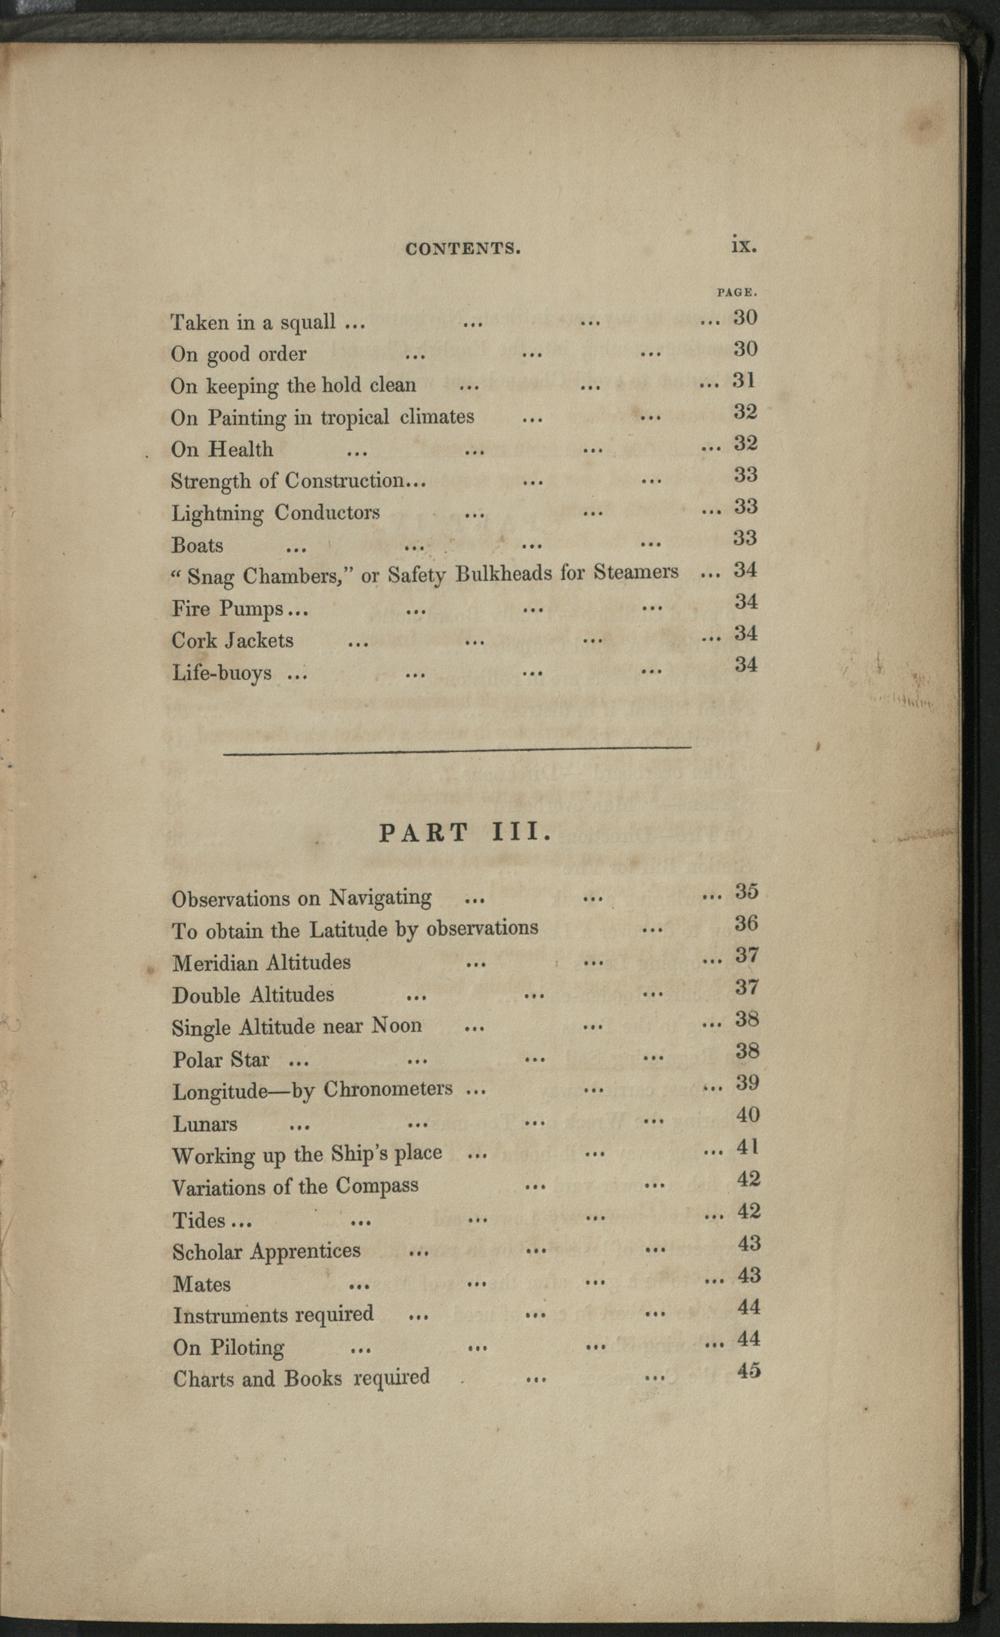 CONTENTS. ix.
PAGE.
Taken in a squall ... ... ... ... 30
On good order ... ... ... 30
On keeping the hold clean ... ... ... 31
On Painting in tropical climates ... ... 32
On Health ... ... ... ... 32
Strength of Construction... ... ... 33
Lightning Conductors ... ... ... 33
Boats ... ... ... ... 33
“ Snag Chambers,” or Safety Bulkheads for Steamers ... 34
Fire Pumps... ... ... ... 34
Cork Jackets ... ... ... ... 34
Life-buoys ... ... ... ... 34
PART III.
Observations on Navigating ... ... ... 35
To obtain the Latitude by observations ... 36
Meridian Altitudes ... ... ... 37
Double Altitudes ... ... ... 37
Single Altitude near Noon ... ... ... 38
Polar Star ... ... ... ... 38
Longitude—by Chronometers ... ... ... 39
Lunars ... ... ... ... 40
Working up the Ship's place ... ... ... 41
Variations of the Compass ... ... 42
Tides... ... ... ... ... 42
Scholar Apprentices ... ... ... 43
Mates ... ... ... ... 43
Instruments required ... ... ... 44
On Piloting ... ... ... ... 44
Charts and Books required ... ... 45